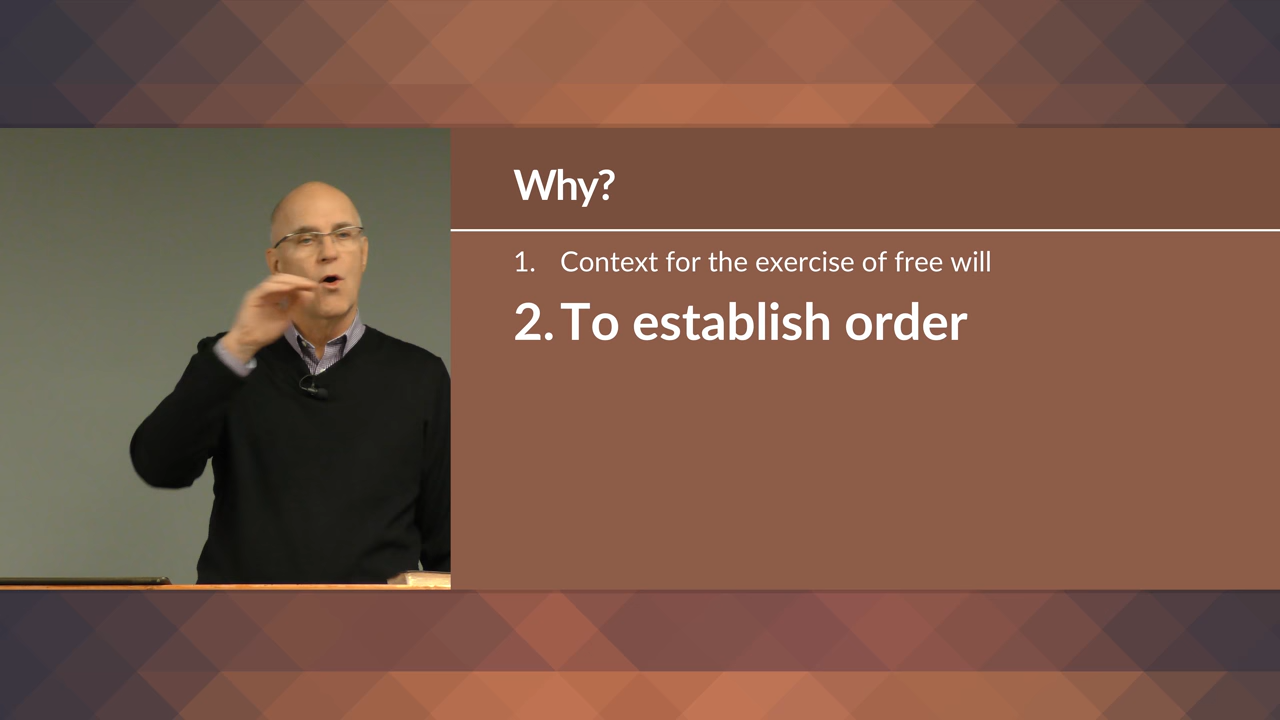 Why?
1. Context for the exercise of free will
2. To establish order